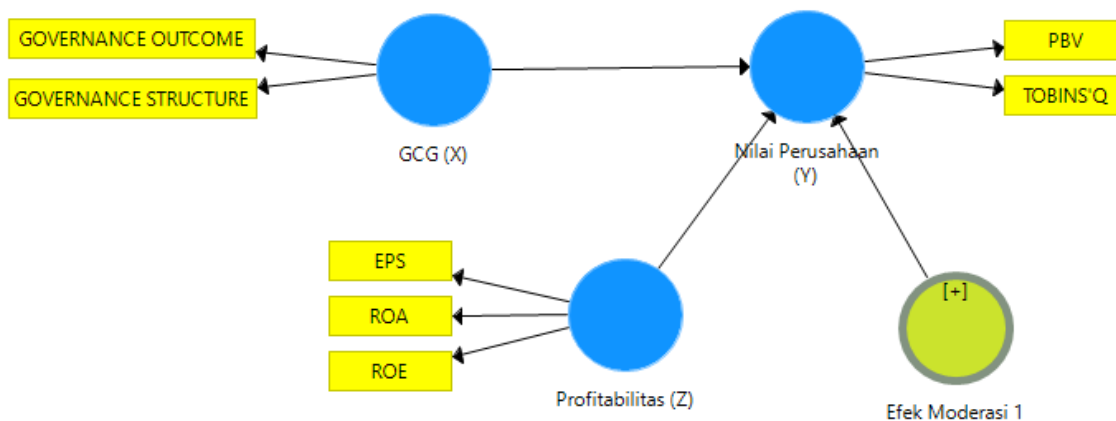 GOVERNANCE OUTCOME
GOVERNANCE STRUCTURE
GCG (X)
Nilai Perusahaan
(Y)
PBV
TOBINS'Q
EPS
ROA
ROE
Profitabilitas (Z)
[+]
Efek Moderasi 1